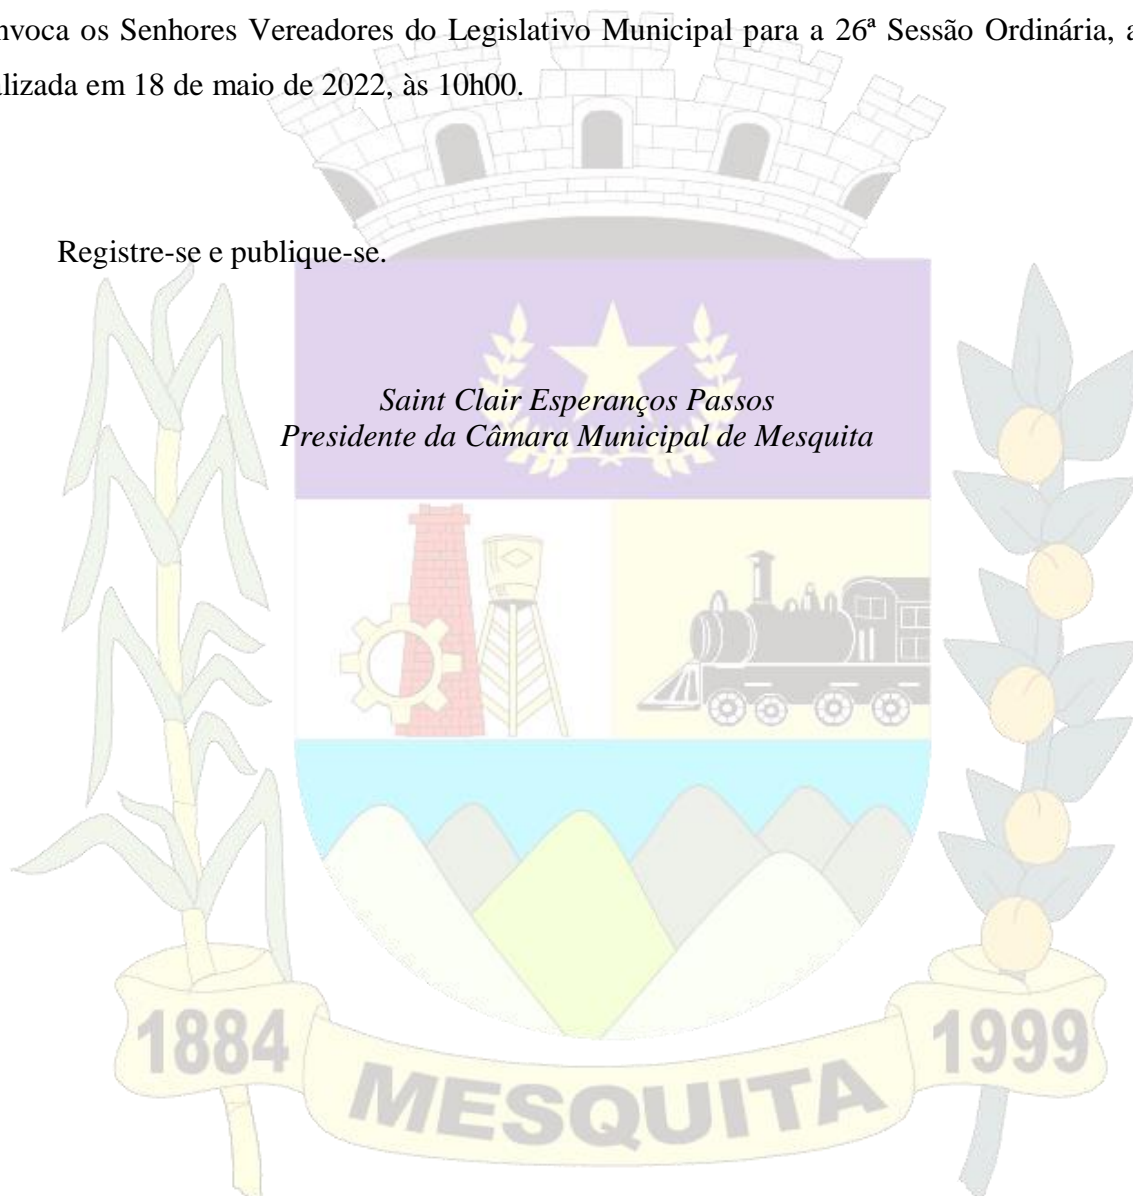 nvoca os Senhores Vereadores do Legislativo Municipal para a 26ª Sessão Ordinária, a
alizada em 18 de maio de 2022, às 10h00.
Registre-se e publique-se.
Saint Clair Esperanços Passos
Presidente da Câmara Municipal de Mesquita
1884
MESQUITA
1999